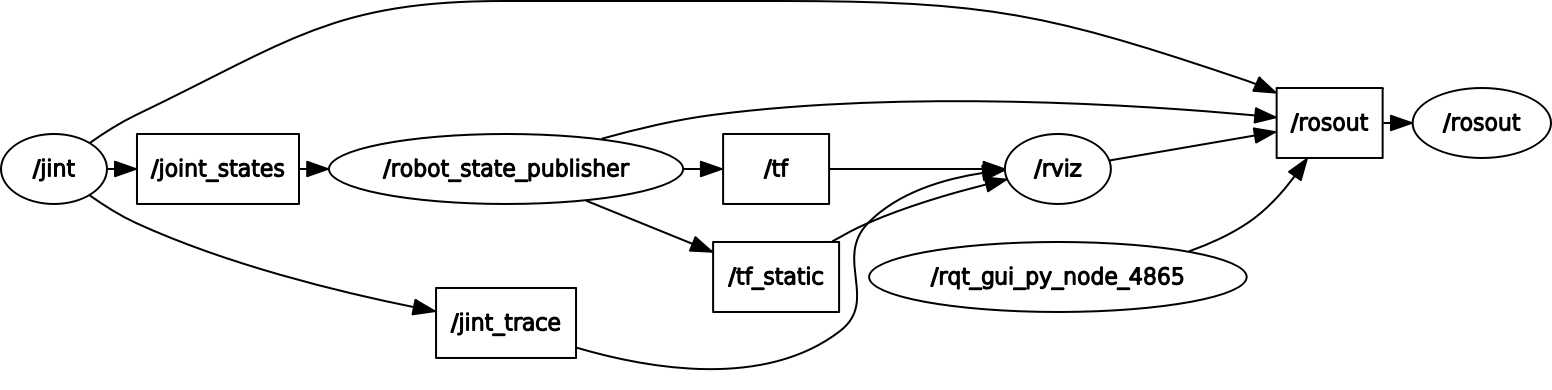 /rosout
/rosout
/jint
/joint_states
/robot_state_publisher
/tf
/rviz
/tf_static
/rqt_gui_py_node_4865
/jint_trace